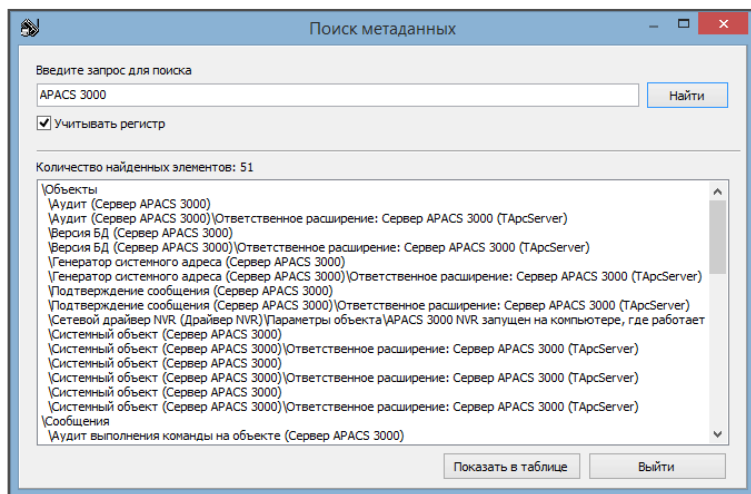 Поиск метаданных
Введите запрос для поиска
APACS 3000
Найти
Учитывать регистр
Количество найденных элементов: 51
\Объекты
\Аудит (Сервер APACS 3000)
\Аудит (Сервер APACS 3000)\Ответственное расширение: Сервер APACS 3000 (TApcServer)
\Версия БД (Сервер APACS 3000)
\Версия БД (Сервер APACS 3000)\Ответственное расширение: Сервер APACS 3000 (TApcServer)
\Генератор системного адреса (Сервер APACS 3000)
\Генератор системного адреса (Сервер APACS 3000)\Ответственное расширение: Сервер APACS 3000 (TApcServer)
\Подтверждение сообщения (Сервер APACS 3000)
\Подтверждение сообщения (Сервер APACS 3000)\Ответственное расширение: Сервер APACS 3000 (TApcServer)
\Сетевой драйвер NVR (Драйвер NVR)\Параметры объекта\APACS 3000 NVR запущен на компьютере, где работает
\Системный объект (Сервер APACS 3000)
\Системный объект (Сервер APACS 3000)\Ответственное расширение: Сервер APACS 3000 (TApcServer)
\Системный объект (Сервер APACS 3000)
\Системный объект (Сервер APACS 3000)\Ответственное расширение: Сервер APACS 3000 (TApcServer)
\Системный объект (Сервер APACS 3000)
\Системный объект (Сервер APACS 3000)\Ответственное расширение: Сервер APACS 3000 (TApcServer)
\Сообщения
\Аудит выполнения команды на объекте (Сервер APACS 3000)
Показать в таблице
Выйти